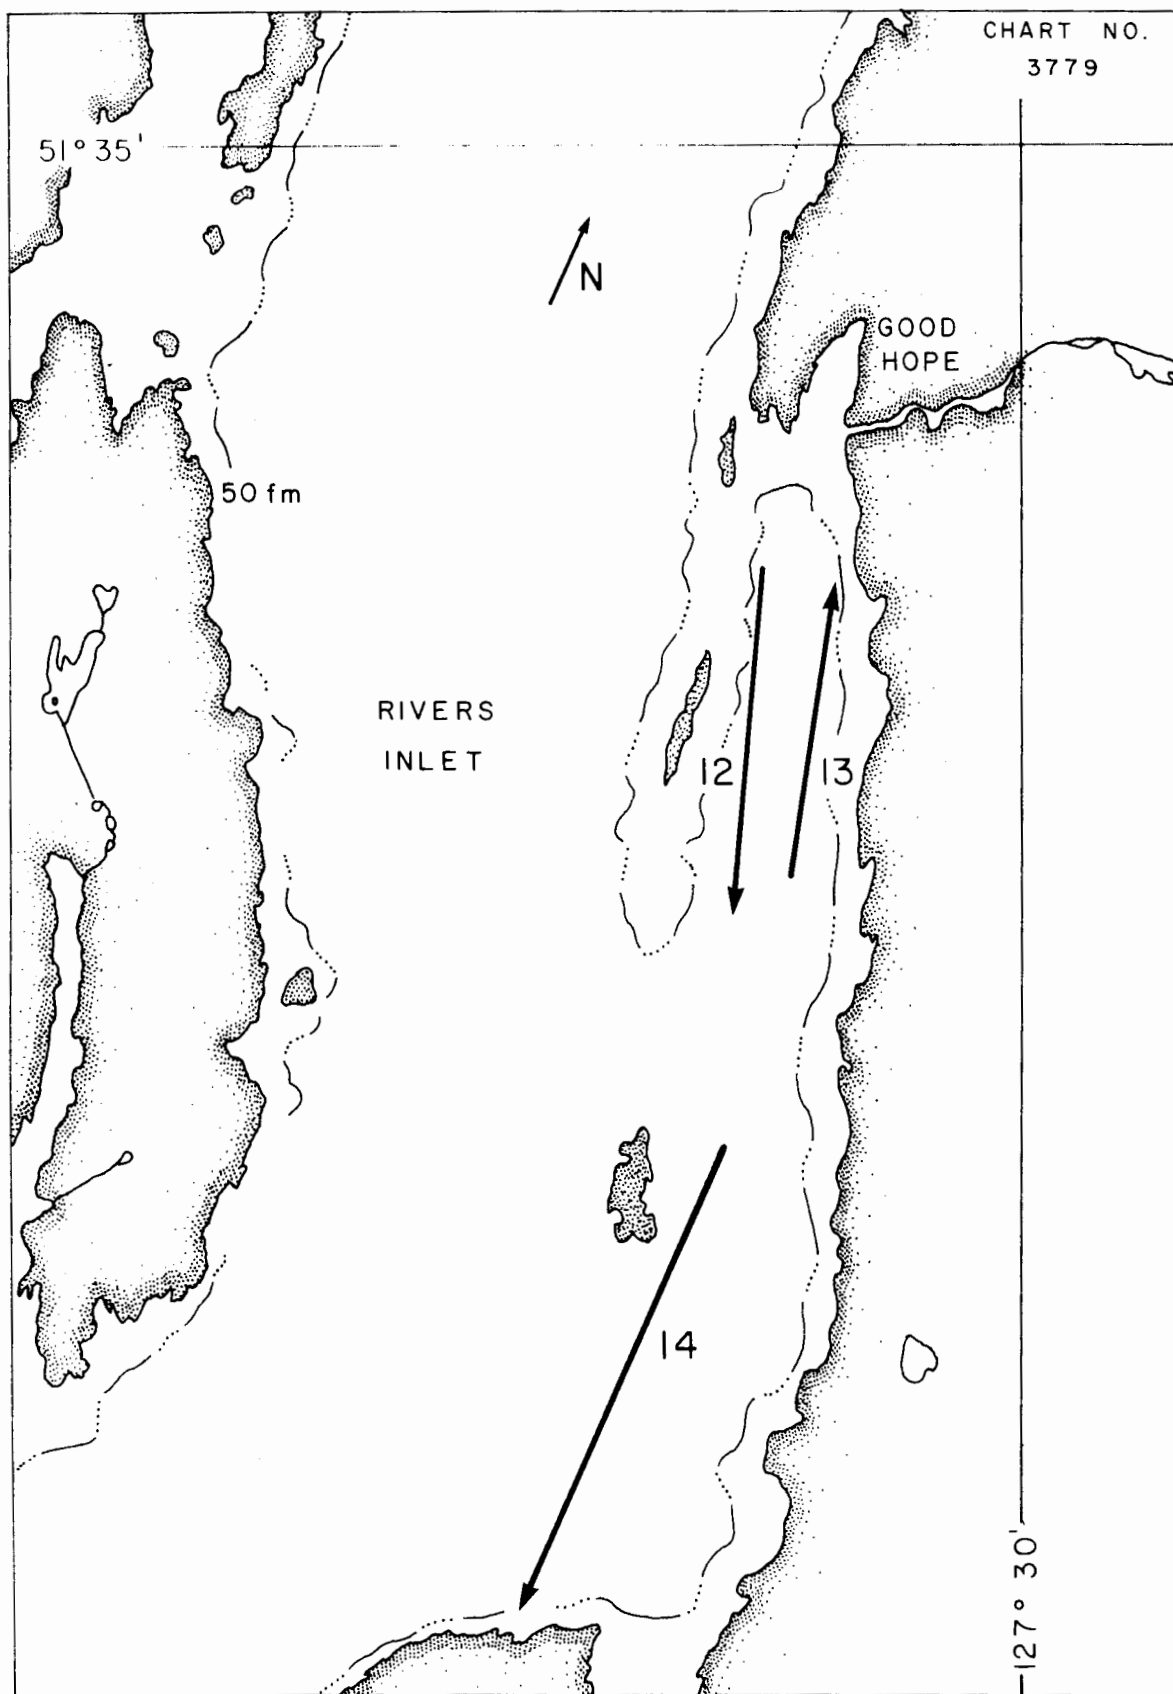 CHART NO.
3779
51° 35'
N
GOOD
HOPE
50 fm
RIVERS
INLET
12
13
14
127° 30'